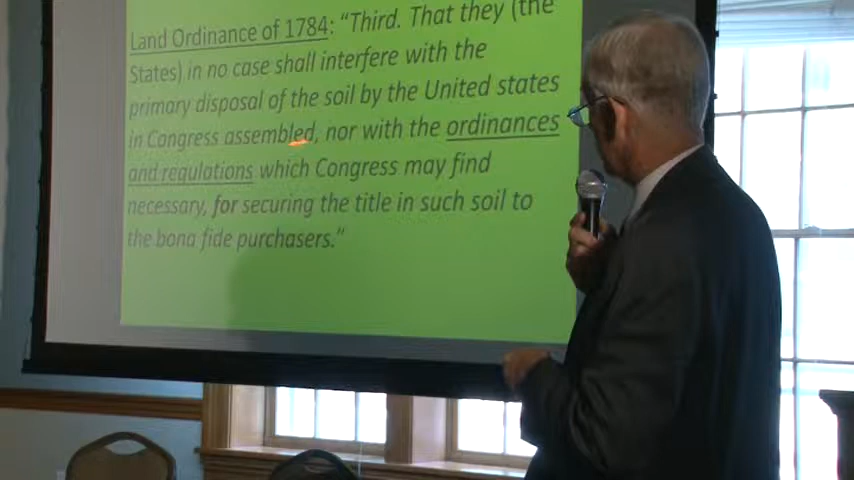 Land Ordinance of 1784: “Third. That they (the
States) in no case shall interfere with the
primary disposal of the soil by the United states
in Congress assembled, nor with the ordinances
and regulations which Congress may find
necessary, for securing the title in such soil to
the bona fide purchasers.”